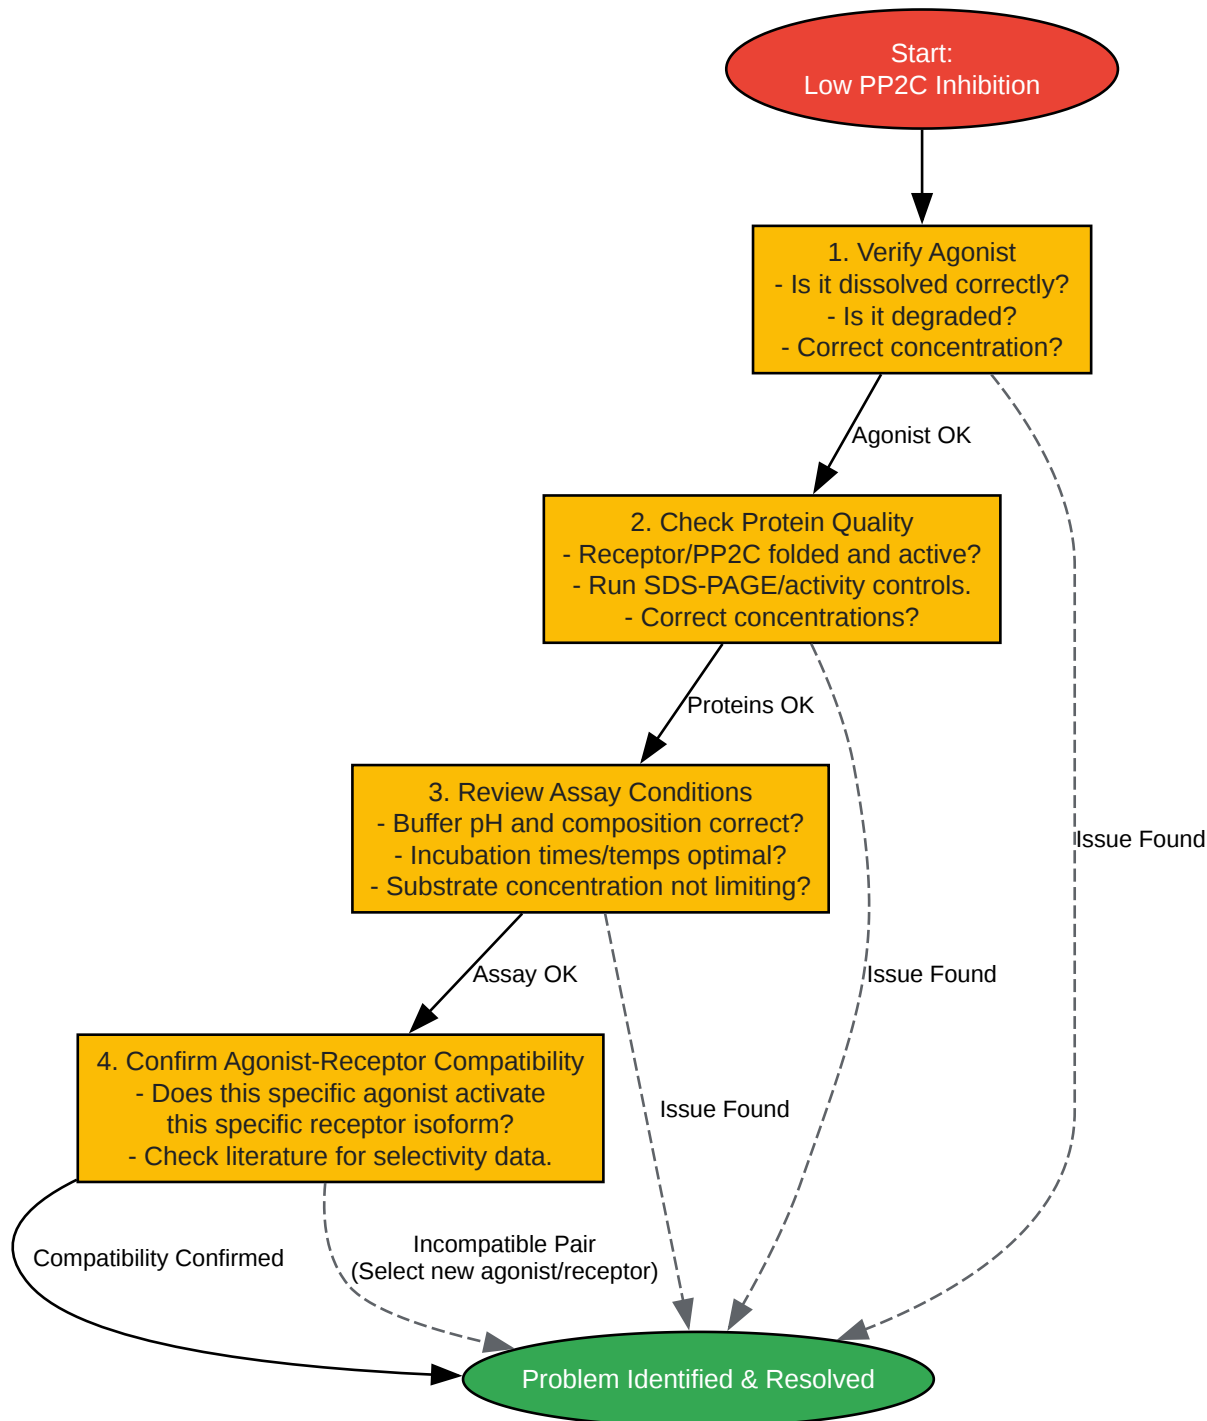 Start:
Low PP2C Inhibition
1. Verify Agonist
- Is it dissolved correctly?
- Is it degraded?
- Correct concentration?
Agonist OK
2. Check Protein Quality
- Receptor/PP2C folded and active?
- Run SDS-PAGE/activity controls.
- Correct concentrations?
Proteins OK
3. Review Assay Conditions
- Buffer pH and composition correct?
- Incubation times/temps optimal?
- Substrate concentration not limiting?
Issue Found
Assay OK
Issue Found
4. Confirm Agonist-Receptor Compatibility
- Does this specific agonist activate
this specific receptor isoform?
- Check literature for selectivity data.
Issue Found
Compatibility Confirmed
Incompatible Pair
(Select new agonist/receptor)
Problem Identified & Resolved